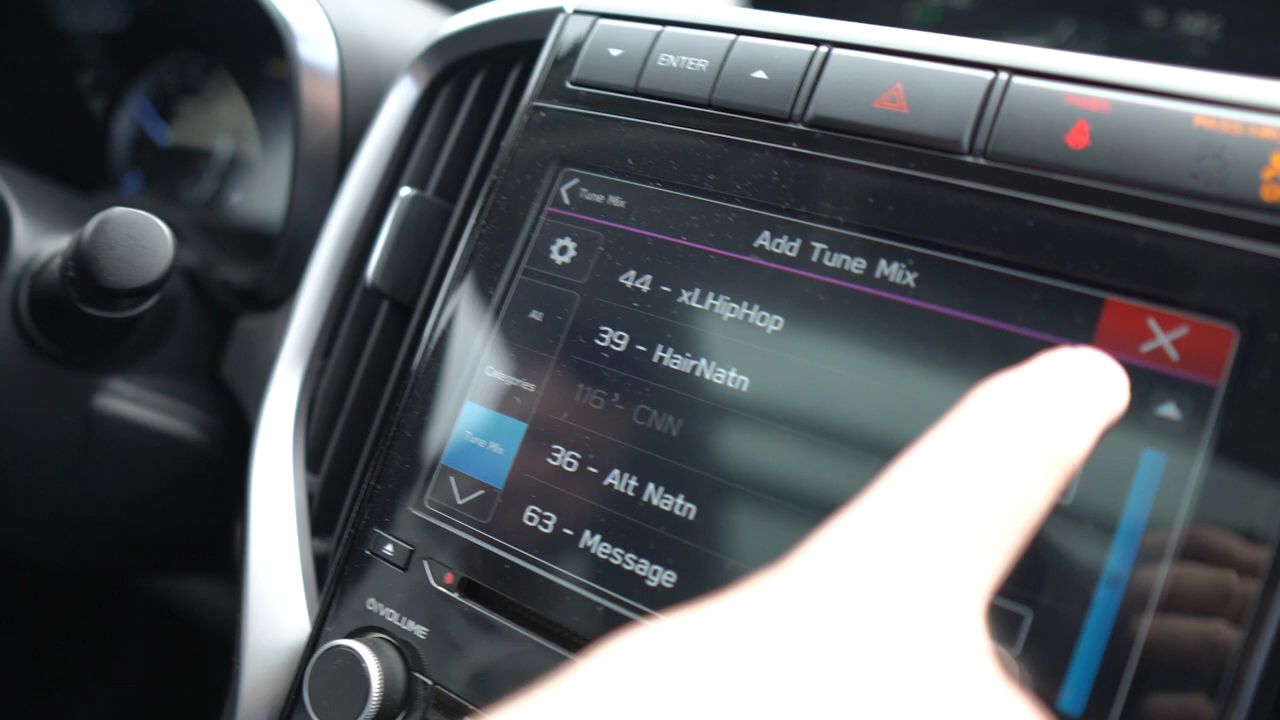 ENTER
Tune Mix
Add Tune Mix
44 - xLHipHop
39 - HairNatn
All
116 - CNN
Categories
36 - Alt Natn
Tune Mix
63 - Message
VOLUME